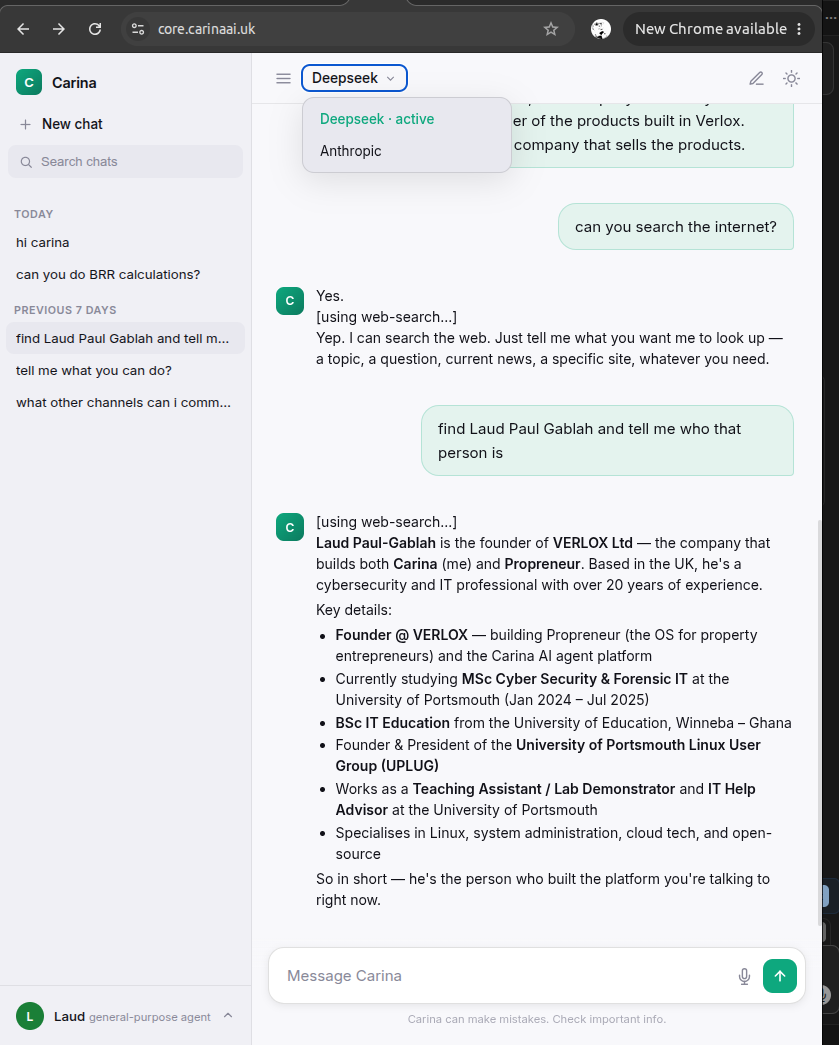 core.carinaai.uk
New Chrome available
C
Carina
New chat
Search chats
TODAY
hi carina
can you do BRR calculations?
PREVIOUS 7 DAYS
find Laud Paul Gablah and tell m...
tell me what you can do?
what other channels can i comm...
L
Laud general-purpose agent
Deepseek
Deepseek · active
Anthropic
er of the products built in Verlox.
company that sells the products.
can you search the internet?
C
Yes.
[using web-search...]
Yep. I can search the web. Just tell me what you want me to look up —
a topic, a question, current news, a specific site, whatever you need.
find Laud Paul Gablah and tell me who that
person is
C
[using web-search...]
Laud Paul-Gablah is the founder of VERLOX Ltd — the company that
builds both Carina (me) and Propreneur. Based in the UK, he's a
cybersecurity and IT professional with over 20 years of experience.
Key details:
• Founder @ VERLOX — building Propreneur (the OS for property
entrepreneurs) and the Carina AI agent platform
• Currently studying MSc Cyber Security & Forensic IT at the
University of Portsmouth (Jan 2024 – Jul 2025)
• BSc IT Education from the University of Education, Winneba – Ghana
• Founder & President of the University of Portsmouth Linux User
Group (UPLUG)
• Works as a Teaching Assistant / Lab Demonstrator and IT Help
Advisor at the University of Portsmouth
• Specialises in Linux, system administration, cloud tech, and open-
source
So in short — he's the person who built the platform you're talking to
right now.
Message Carina
Carina can make mistakes. Check important info.